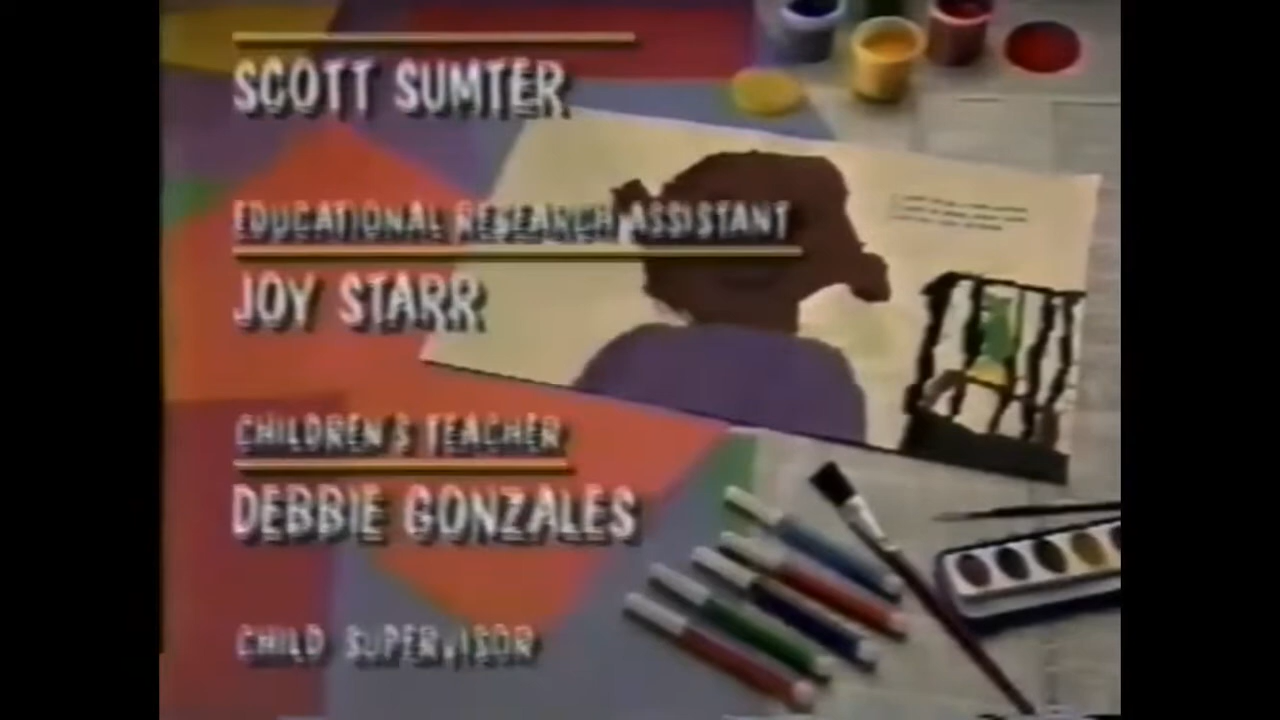 SCOTT SUMTER
EDUCATIONAL RESEARCH ASSISTANT
JOY STARR
CHILDREN'S TEACHER
DEBBIE GONZALES
CHILD SUPERVISOR